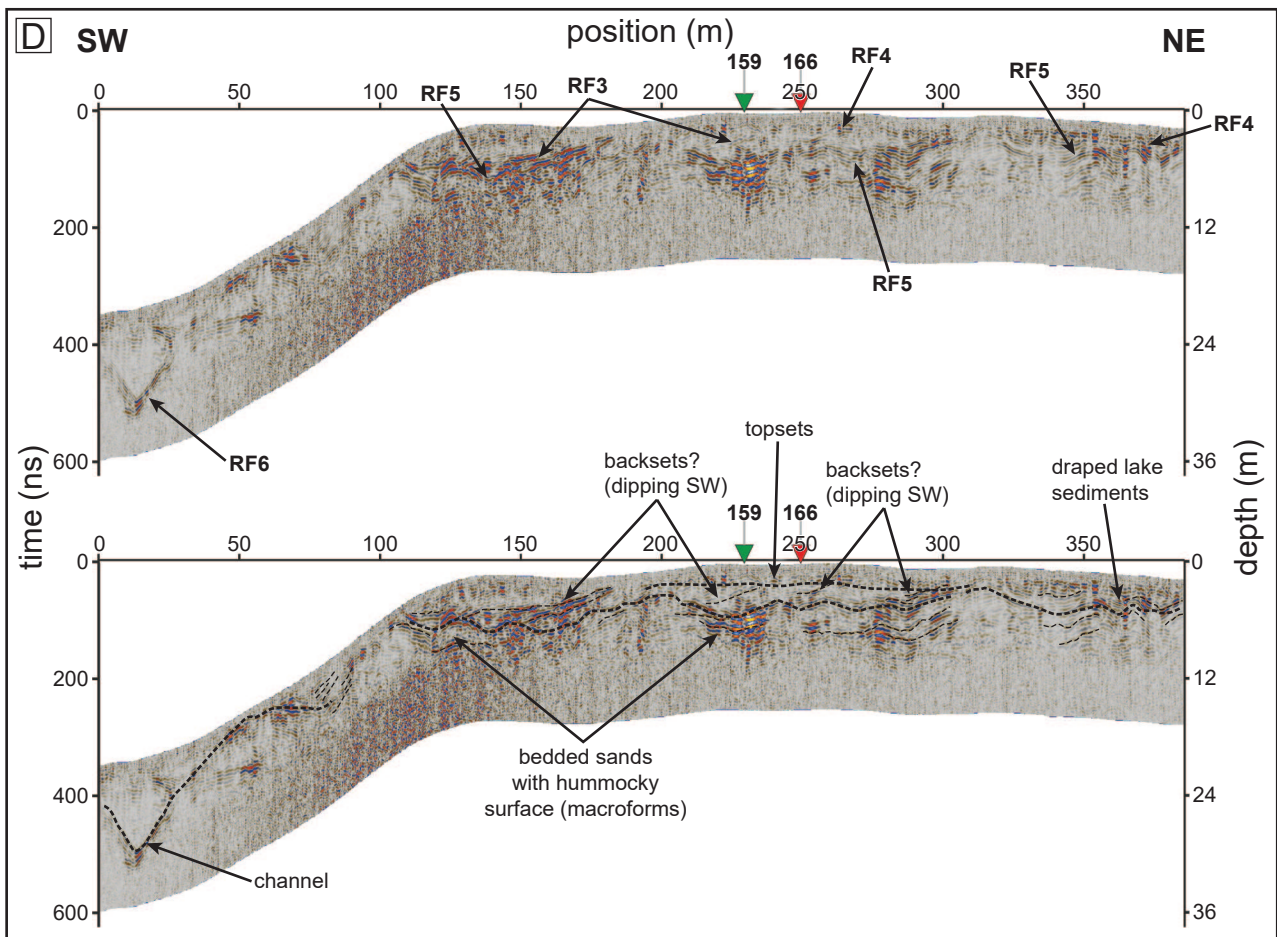 D SW position (m) NE
159 166 RF4
0 50 100 150 200 250 300 350
RF5 RF3 RF5
0 0
RF4
200 12
RF5
400 24
RF6
600 36
time (ns) depth (m)
topsets
backsets?
(dipping SW)
backsets?
(dipping SW)
draped lake
sediments
159 166
0 50 100 150 200 250 300 350
0 0
200 12
bedded sands
with hummocky
surface (macroforms)
400 24
channel
600 36